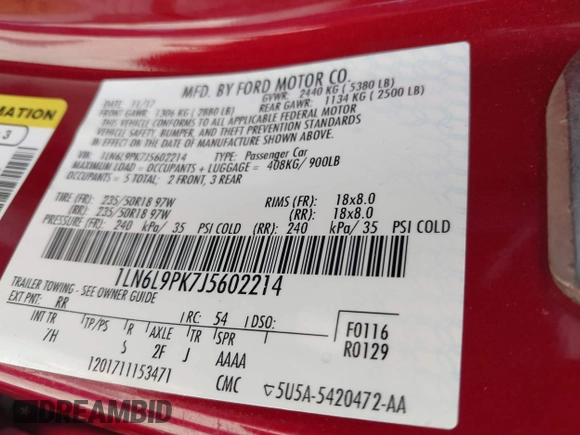 MFD. BY FORD MOTOR CO.
DATE: 11/17 GVWR: 2440 KG ( 5380 LB)
FRONT GAWR: 1306 KG ( 2880 LB) REAR GAWR: 1134 KG ( 2500 LB)
THIS VEHICLE CONFORMS TO ALL APPLICABLE FEDERAL MOTOR
VEHICLE SAFETY, BUMPER, AND THEFT PREVENTION STANDARDS
IN EFFECT ON THE DATE OF MANUFACTURE SHOWN ABOVE.
VIN: 1LN6L9PK7J5602214 TYPE: Passenger Car
MAXIMUM LOAD = OCCUPANTS + LUGGAGE = 408KG/ 900LB
OCCUPANTS = 5 TOTAL; 2 FRONT, 3 REAR
TIRE (FR): 235/50R18 97W RIMS (FR): 18x8.0
(RR): 235/50R18 97W (RR): 18x8.0
PRESSURE (FR): 240 kPa/ 35 PSI COLD (RR): 240 kPa/ 35 PSI COLD
1LN6L9PK7J5602214
TRAILER TOWING - SEE OWNER GUIDE
EXT PNT: RR RC: 54 DSO: F0116
INT TR TP/PS R AXLE TR SPR R0129
7H S 2F J AAAA
1201711153471 CMC 5U5A-5420472-AA
MATION
3
DREAMBID